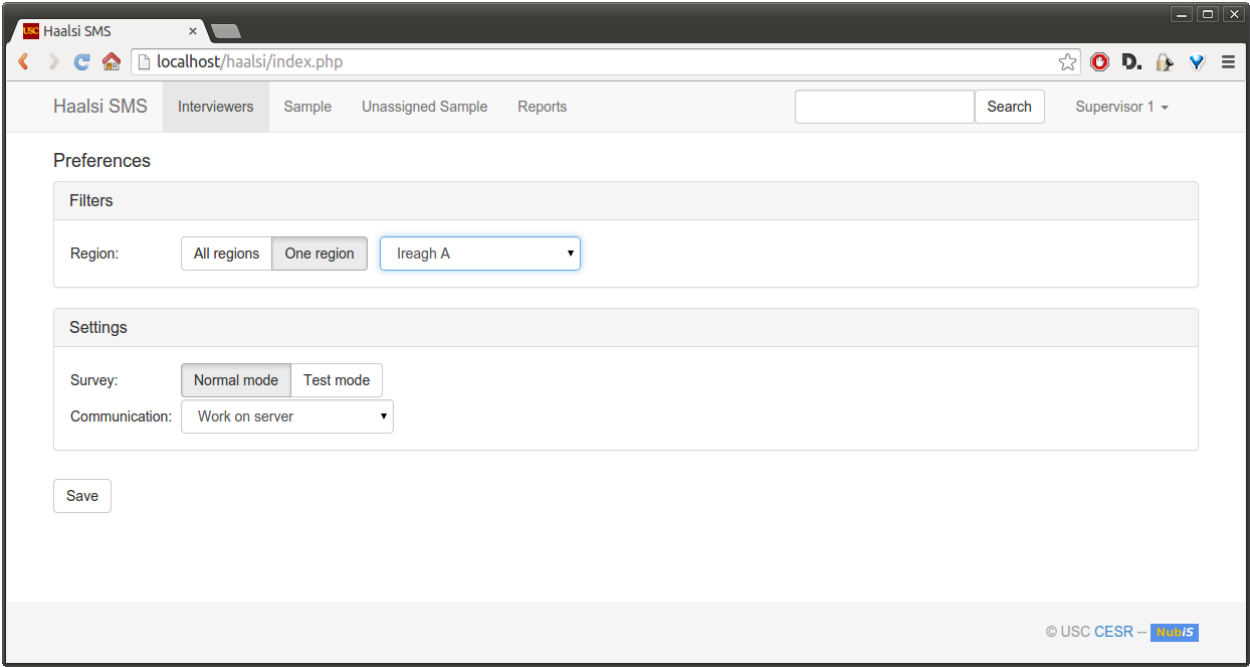 USC Haalsi SMS
localhost/haalsi/index.php
D.
Haalsi SMS Interviewers Sample Unassigned Sample Reports Search Supervisor 1
Preferences
Filters
Region: All regions One region Ireagh A
Settings
Survey: Normal mode Test mode
Communication: Work on server
Save
© USC CESR -- NubiS